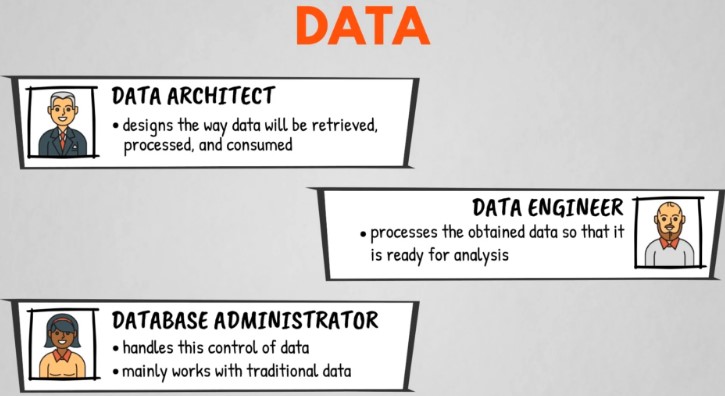 DATA
DATA ARCHITECT
• designs the way data will be retrieved,
processed, and consumed
DATA ENGINEER
• processes the obtained data so that it
is ready for analysis
DATABASE ADMINISTRATOR
• handles this control of data
• mainly works with traditional data